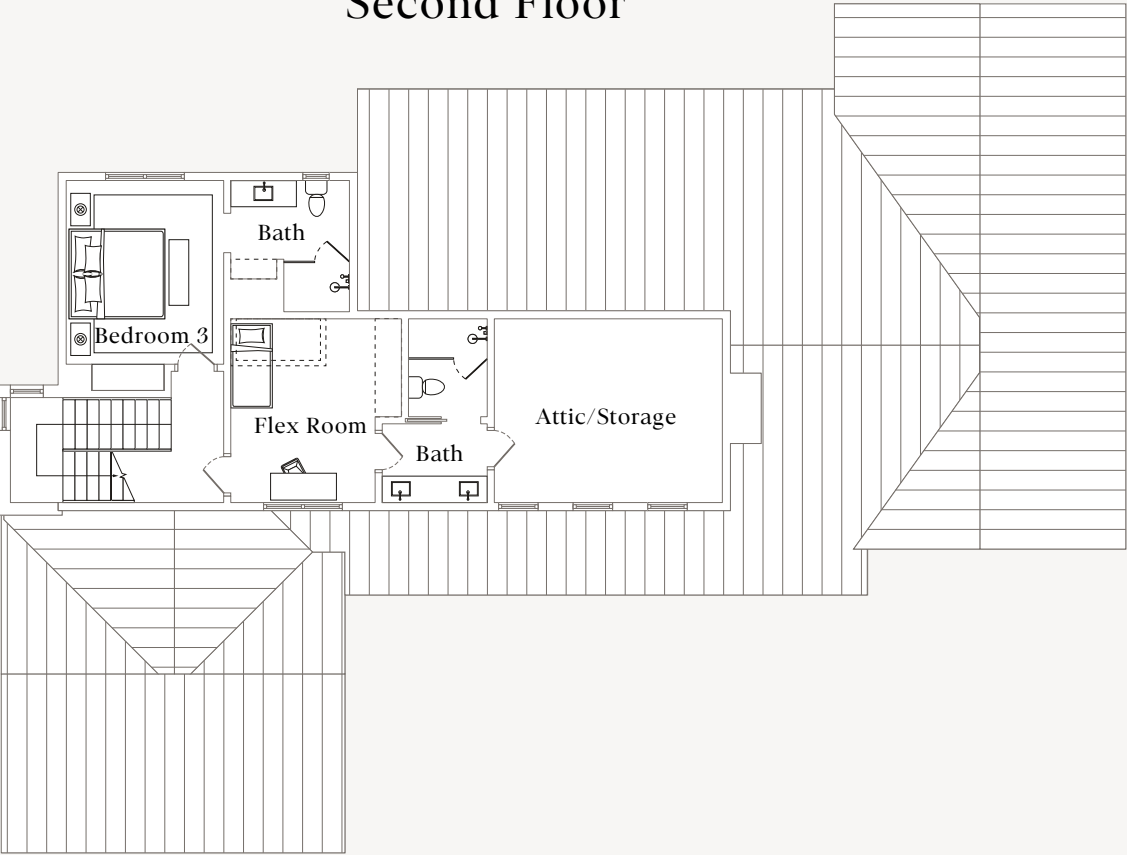 Second Floor
Bath
Bedroom 3
Flex Room
Attic/Storage
Bath